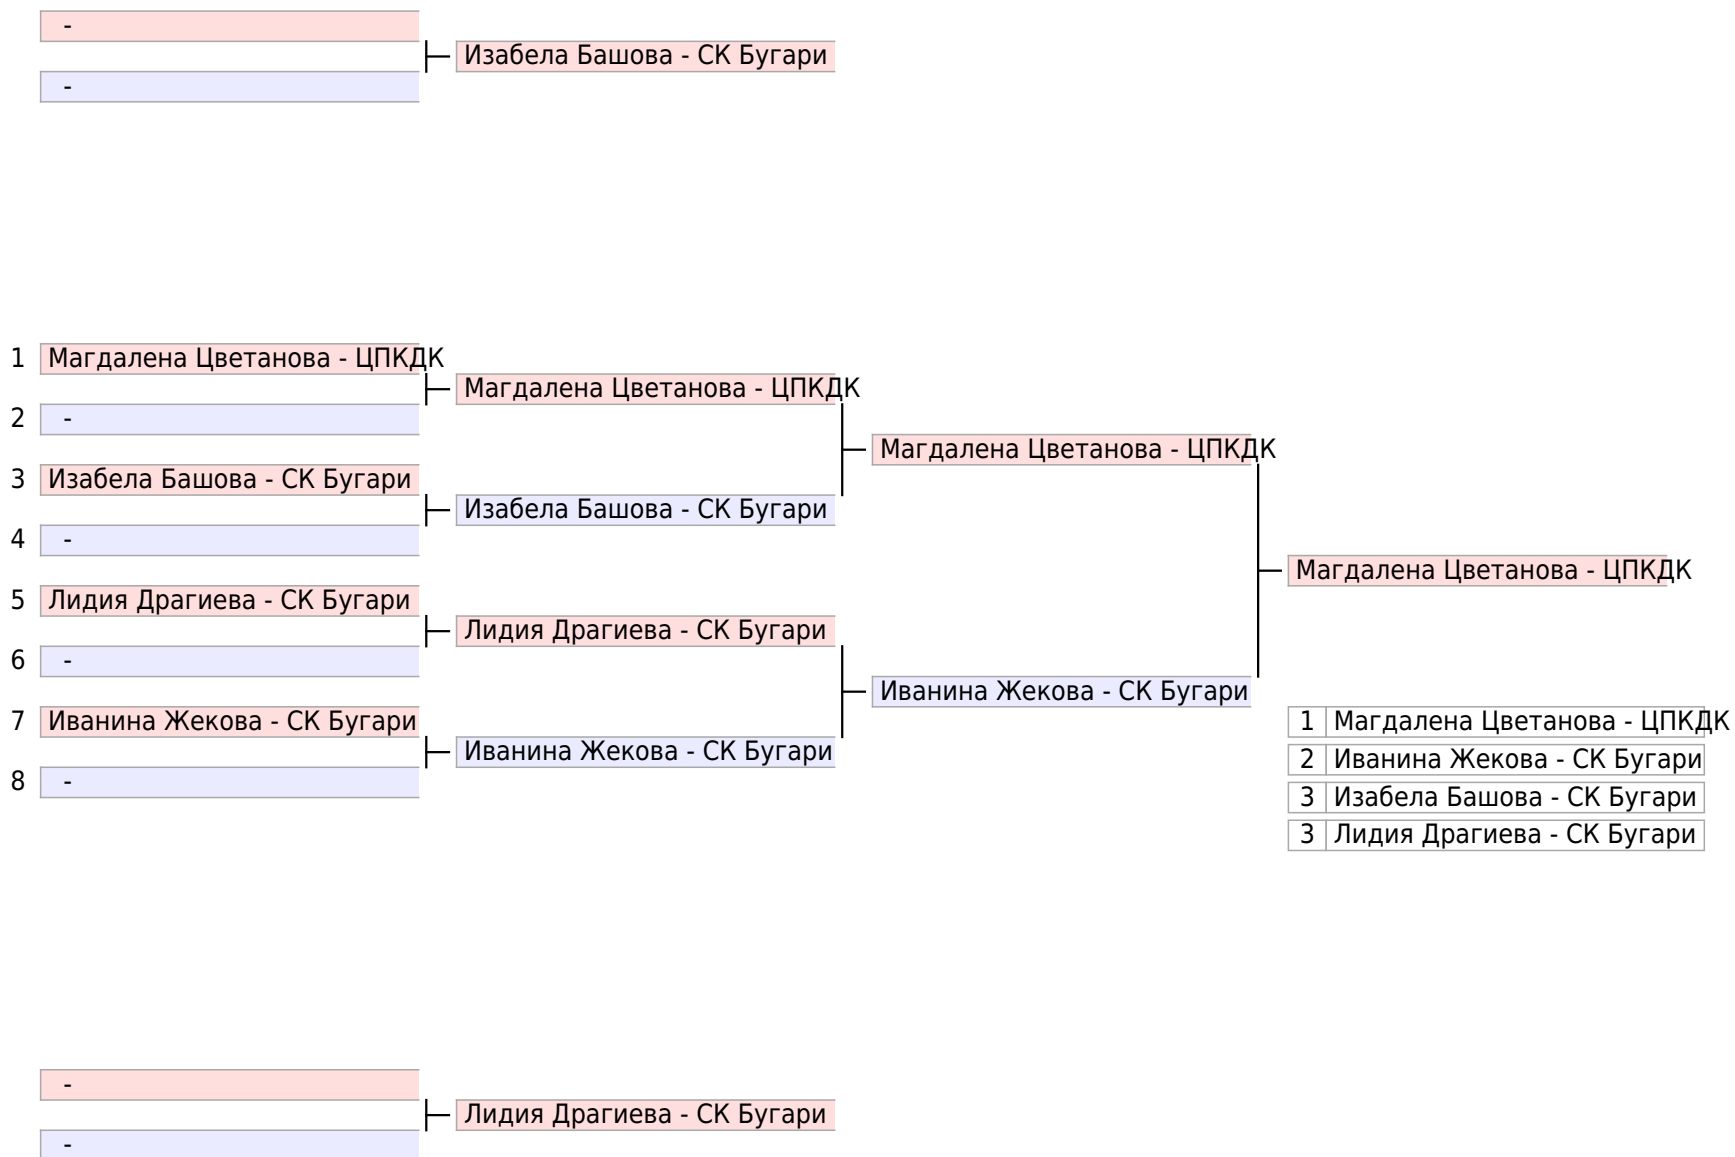 -
Изабела Башова - СК Бугари
-
1 Магдалена Цветанова - ЦПКДК
Магдалена Цветанова - ЦПКДК
2 -
Магдалена Цветанова - ЦПКДК
3 Изабела Башова - СК Бугари
Изабела Башова - СК Бугари
4 -
Магдалена Цветанова - ЦПКДК
5 Лидия Драгиева - СК Бугари
Лидия Драгиева - СК Бугари
6 -
Иванина Жекова - СК Бугари
7 Иванина Жекова - СК Бугари
Иванина Жекова - СК Бугари
8 -
1 Магдалена Цветанова - ЦПКДК
2 Иванина Жекова - СК Бугари
3 Изабела Башова - СК Бугари
3 Лидия Драгиева - СК Бугари
-
Лидия Драгиева - СК Бугари
-